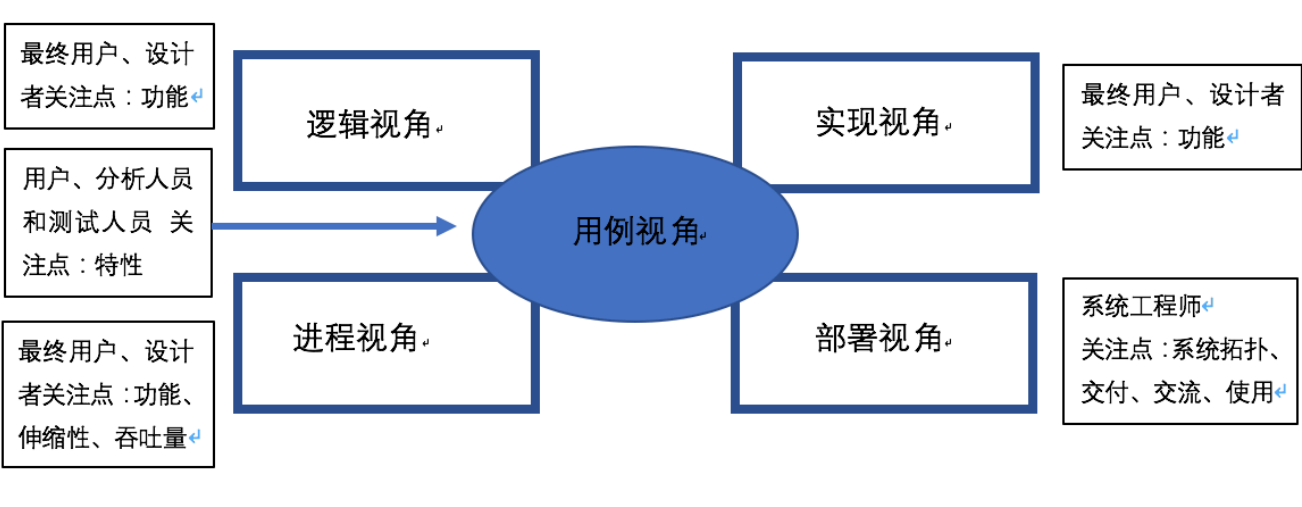 最终用户、设计
者关注点：功能
逻辑视角
实现视角
最终用户、设计者
关注点：功能
用户、分析人员
和测试人员 关
注点：特性
用例视角
最终用户、设计
者关注点：功能、
伸缩性、吞吐量
进程视角
部署视角
系统工程师
关注点：系统拓扑、
交付、交流、使用